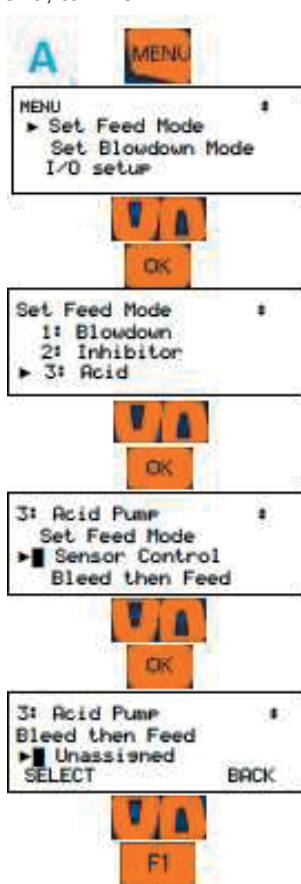 A
MENU
MENU
► Set Feed Mode
Set Blowdown Mode
I/O setup
OK
Set Feed Mode
1: Blowdown
2: Inhibitor
► 3: Acid
OK
3: Acid Pump
Set Feed Mode
►█ Sensor Control
Bleed then Feed
OK
3: Acid Pump
Bleed then Feed
►█ Unassigned
SELECT BACK
F1